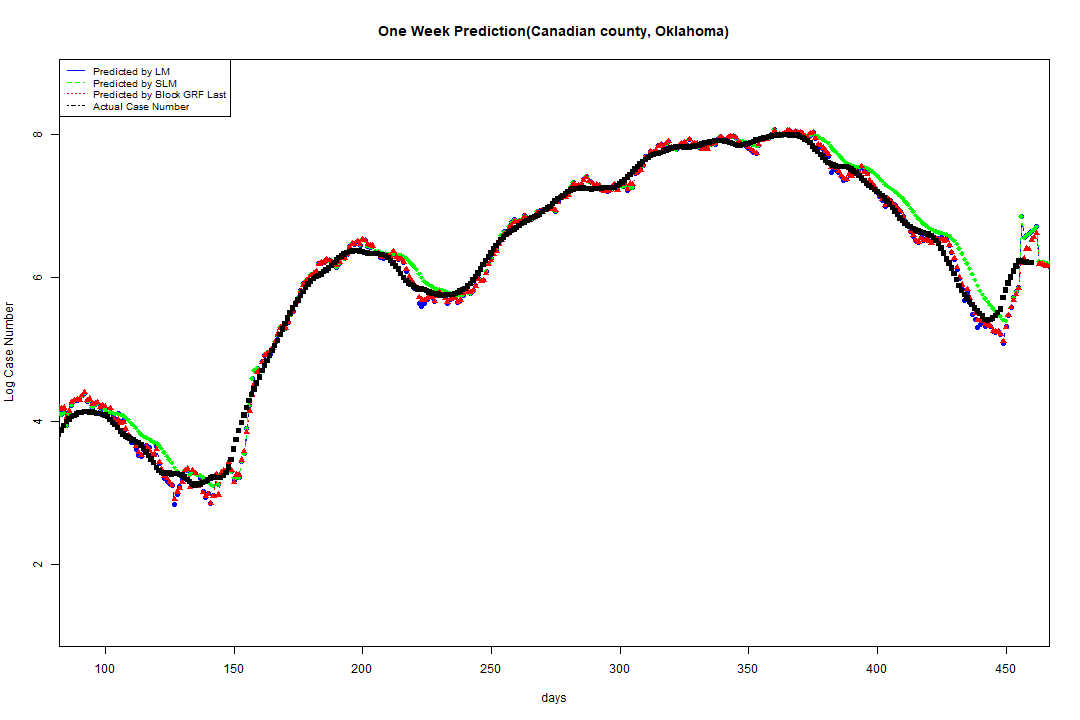 One Week Prediction(Canadian county, Oklahoma)
Predicted by LM
Predicted by SLM
Predicted by Block GRF Last
Actual Case Number
8
6
4
2
Log Case Number
100 150 200 250 300 350 400 450
days